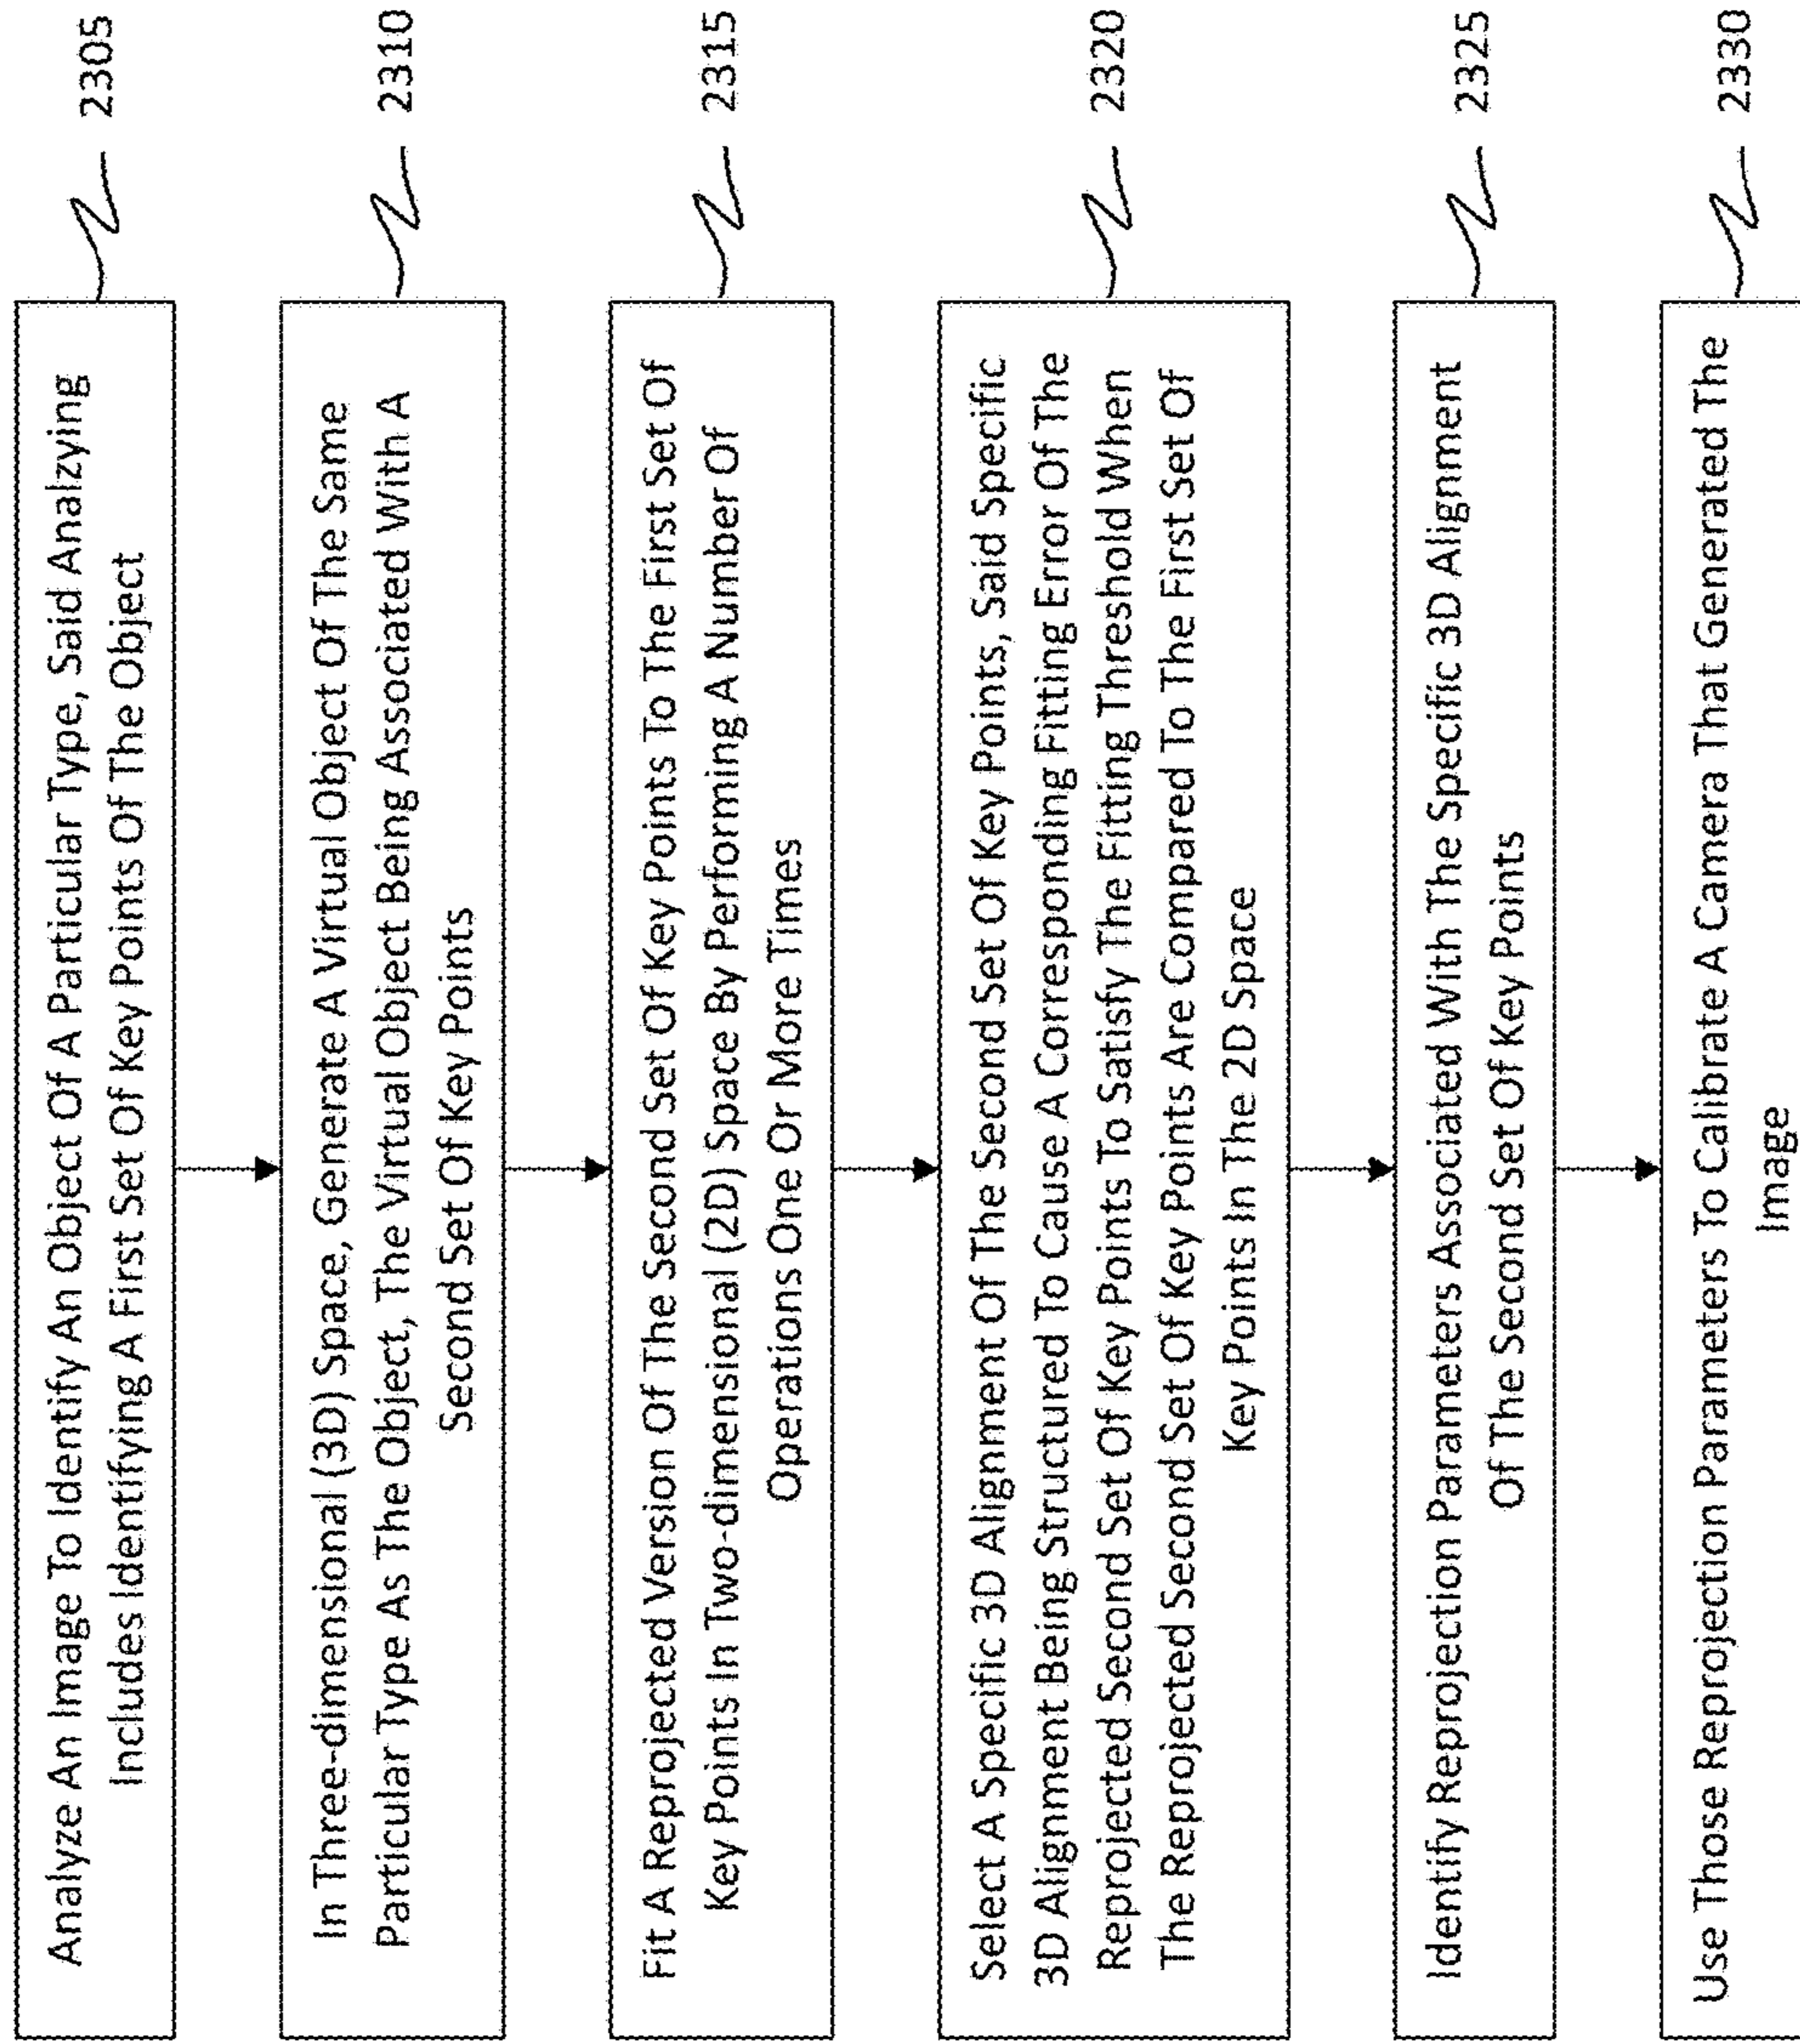 Analyze An Image To Identify An Object Of A Particular Type, Said Analzying
Includes Identifying A First Set Of Key Points Of The Object
2305
In Three-dimensional (3D) Space, Generate A Virtual Object Of The Same
Particular Type As The Object, The Virtual Object Being Associated With A
Second Set Of Key Points
2310
Fit A Reprojected Version Of The Second Set Of Key Points To The First Set Of
Key Points In Two-dimensional (2D) Space By Performing A Number Of
Operations One Or More Times
2315
Select A Specific 3D Alignment Of The Second Set Of Key Points, Said Specific
3D Alignment Being Structured To Cause A Corresponding Fitting Error Of The
Reprojected Second Set Of Key Points To Satisfy The Fitting Threshold When
The Reprojected Second Set Of Key Points Are Compared To The First Set Of
Key Points In The 2D Space
2320
Identify Reprojection Parameters Associated With The Specific 3D Alignment
Of The Second Set Of Key Points
2325
Use Those Reprojection Parameters To Calibrate A Camera That Generated The
Image
2330